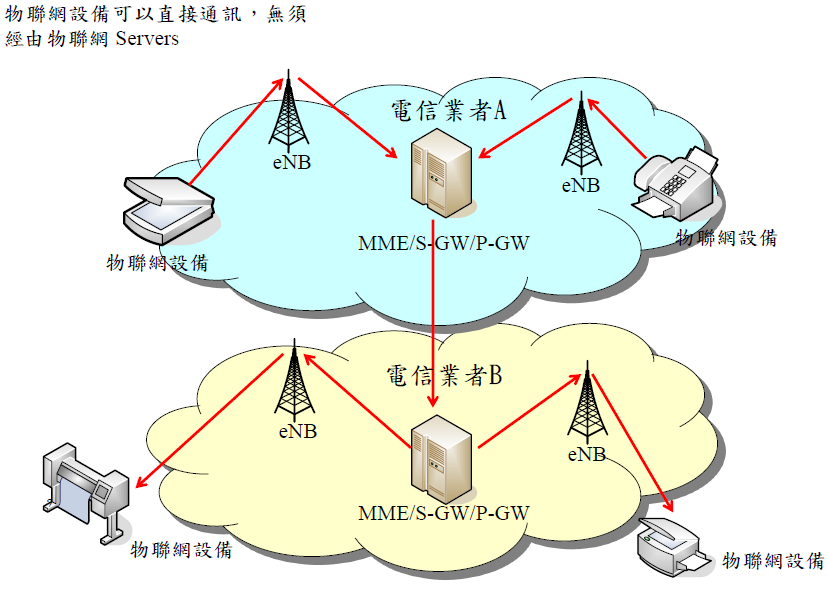 物聯網設備可以直接通訊，無須
經由物聯網 Servers
電信業者A
eNB
eNB
MME/S-GW/P-GW
物聯網設備
物聯網設備
電信業者B
eNB
eNB
MME/S-GW/P-GW
物聯網設備
物聯網設備